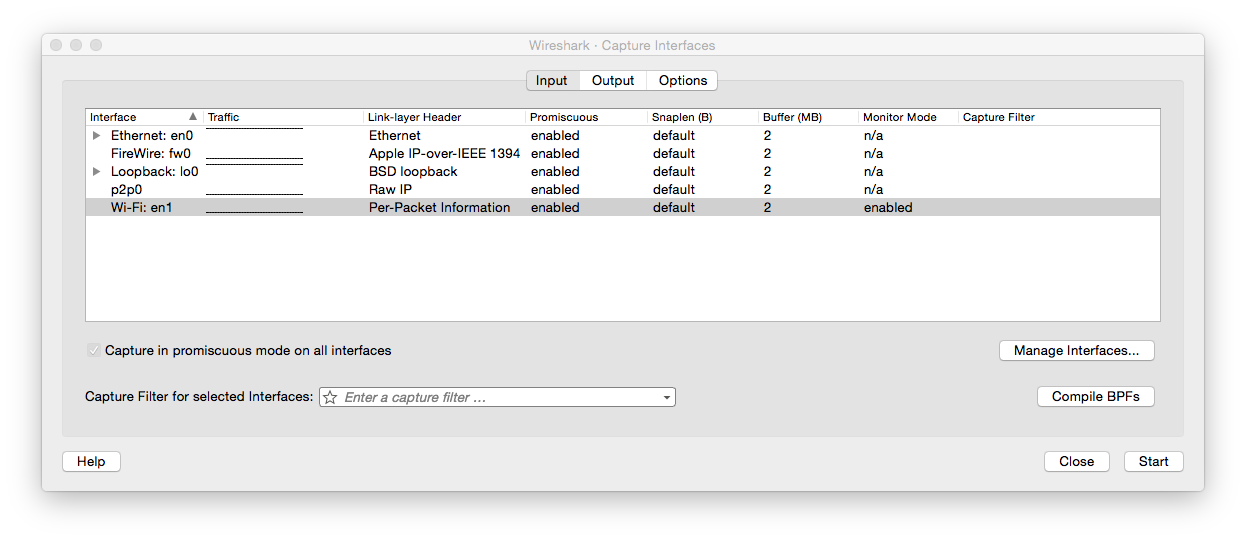 Wireshark · Capture Interfaces
Input Output Options
Interface Traffic Link-layer Header Promiscuous Snaplen (B) Buffer (MB) Monitor Mode Capture Filter
Ethernet: en0 Ethernet enabled default 2 n/a
FireWire: fw0 Apple IP-over-IEEE 1394 enabled default 2 n/a
Loopback: lo0 BSD loopback enabled default 2 n/a
p2p0 Raw IP enabled default 2 n/a
Wi-Fi: en1 Per-Packet Information enabled default 2 enabled
Capture in promiscuous mode on all interfaces Manage Interfaces...
Capture Filter for selected Interfaces: Enter a capture filter … Compile BPFs
Help Close Start